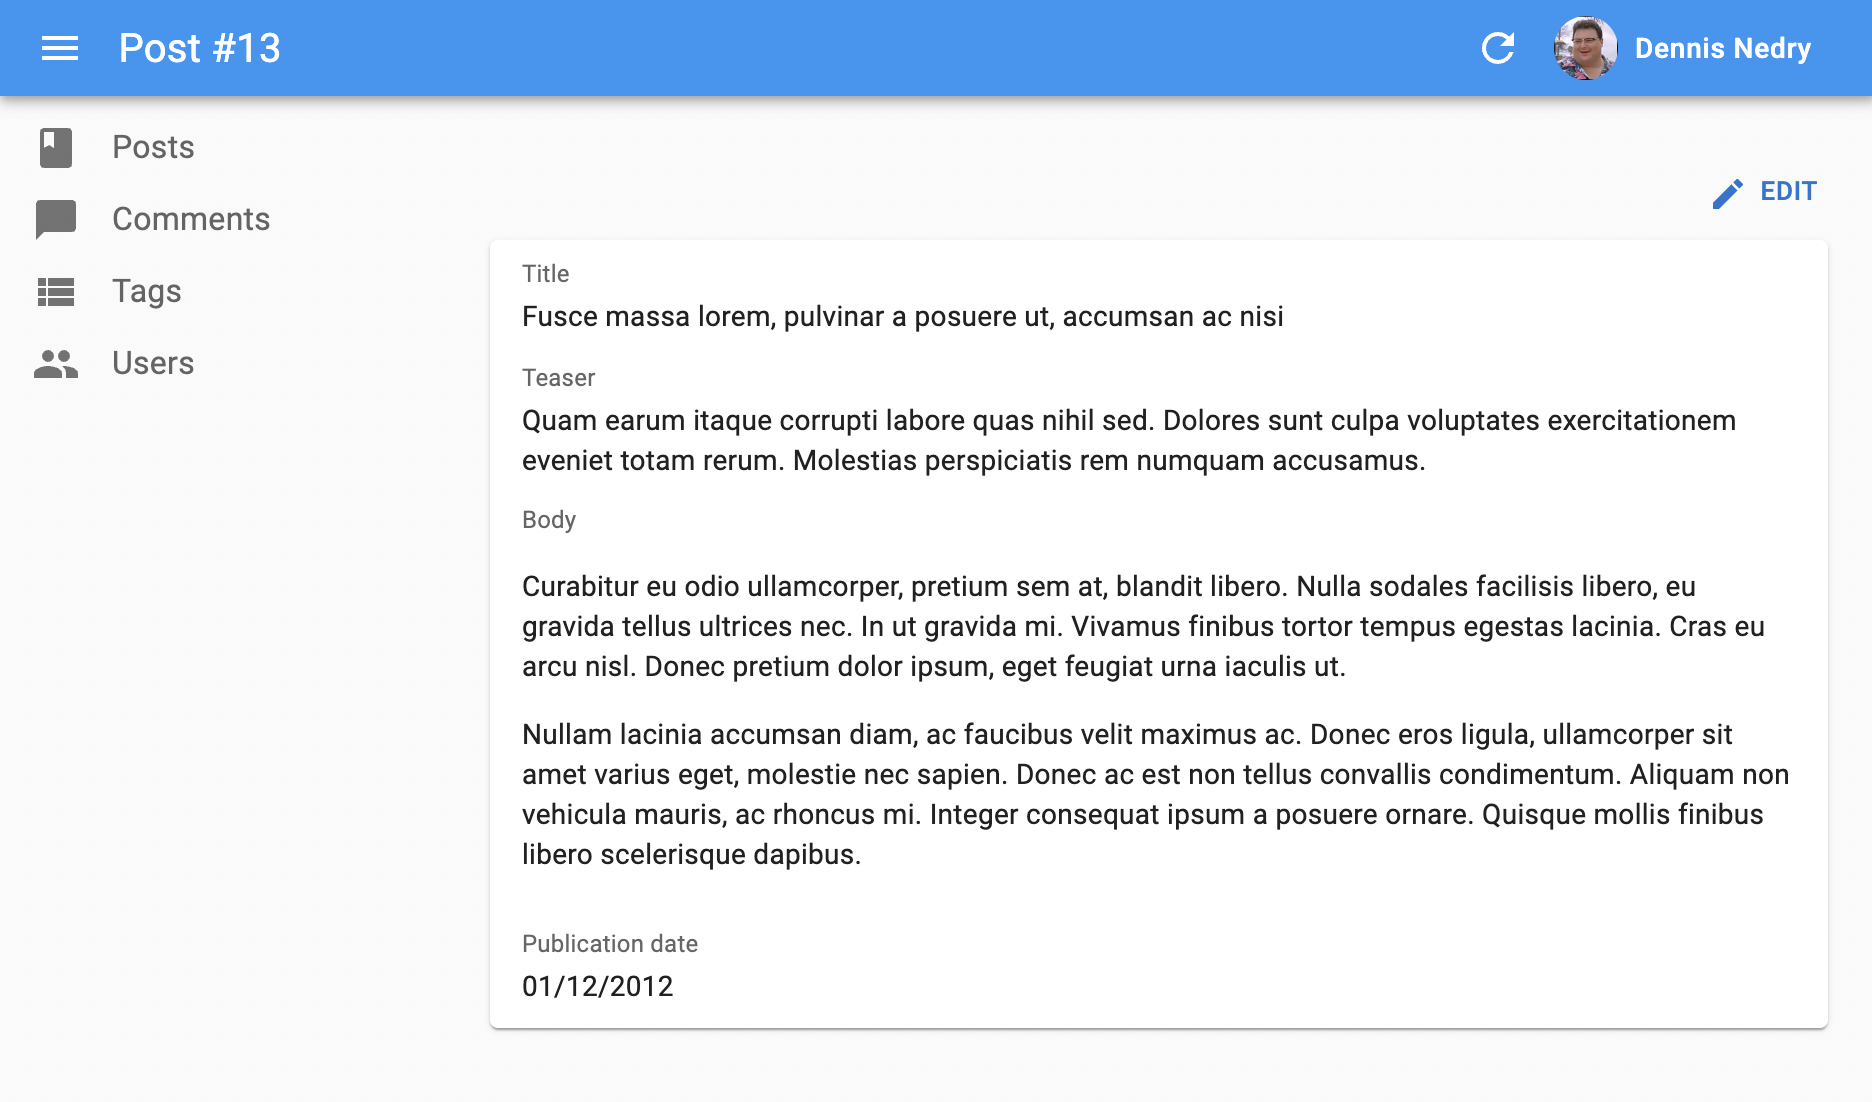 Post #13
Dennis Nedry
Posts
Comments
Tags
Users
EDIT
Title
Fusce massa lorem, pulvinar a posuere ut, accumsan ac nisi
Teaser
Quam earum itaque corrupti labore quas nihil sed. Dolores sunt culpa voluptates exercitationem
eveniet totam rerum. Molestias perspiciatis rem numquam accusamus.
Body
Curabitur eu odio ullamcorper, pretium sem at, blandit libero. Nulla sodales facilisis libero, eu
gravida tellus ultrices nec. In ut gravida mi. Vivamus finibus tortor tempus egestas lacinia. Cras eu
arcu nisl. Donec pretium dolor ipsum, eget feugiat urna iaculis ut.
Nullam lacinia accumsan diam, ac faucibus velit maximus ac. Donec eros ligula, ullamcorper sit
amet varius eget, molestie nec sapien. Donec ac est non tellus convallis condimentum. Aliquam non
vehicula mauris, ac rhoncus mi. Integer consequat ipsum a posuere ornare. Quisque mollis finibus
libero scelerisque dapibus.
Publication date
01/12/2012